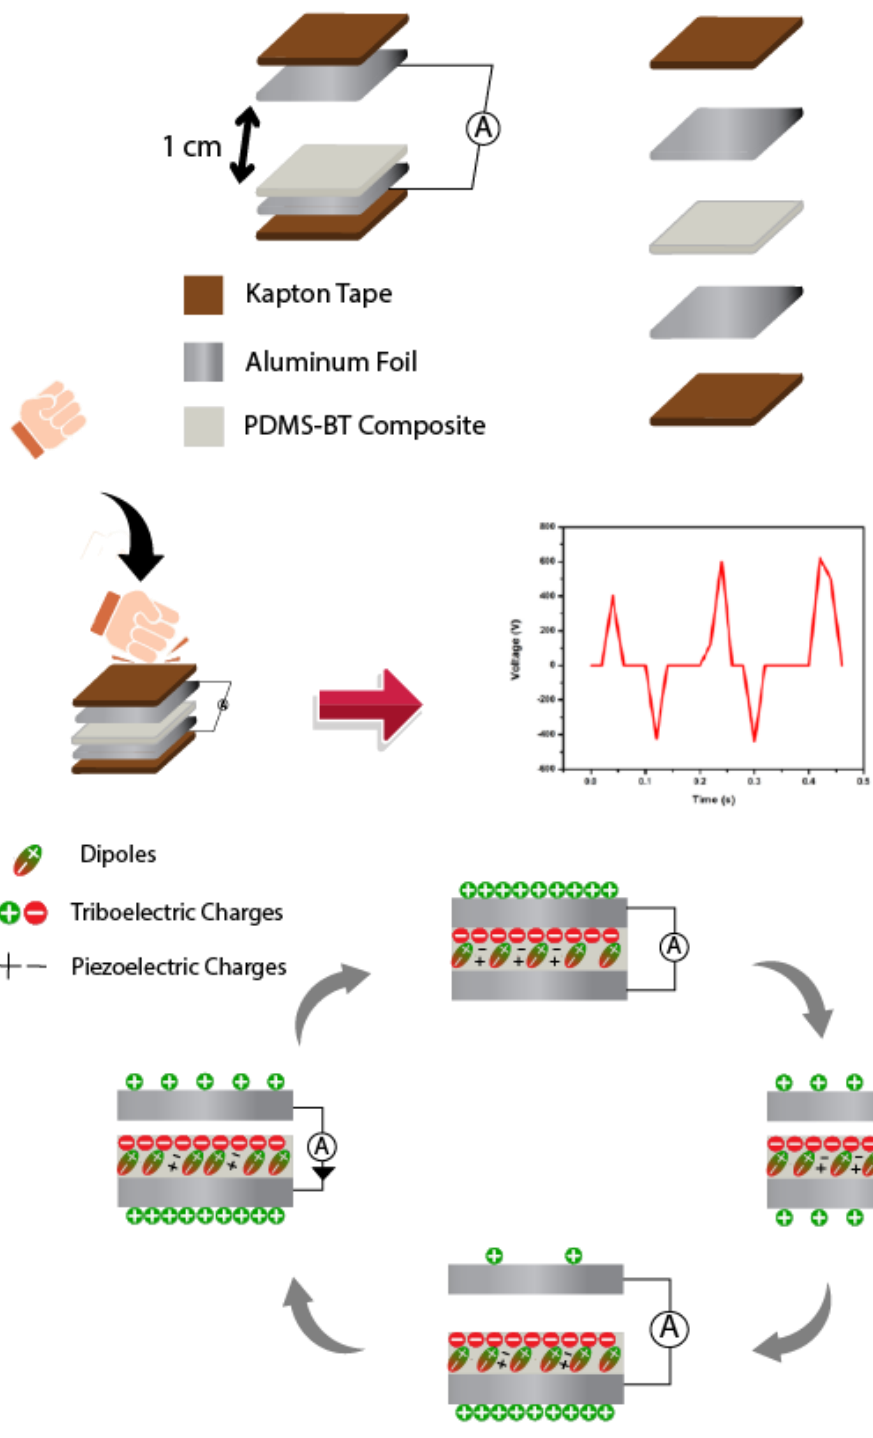 1 cm
A
Kapton Tape
Aluminum Foil
PDMS-BT Composite
A
800
600
400
200
0
-200
-400
-600
Voltage (V)
0.0 0.1 0.2 0.3 0.4 0.5
Time (s)
Dipoles
Triboelectric Charges
+ - Piezoelectric Charges
A
A
A